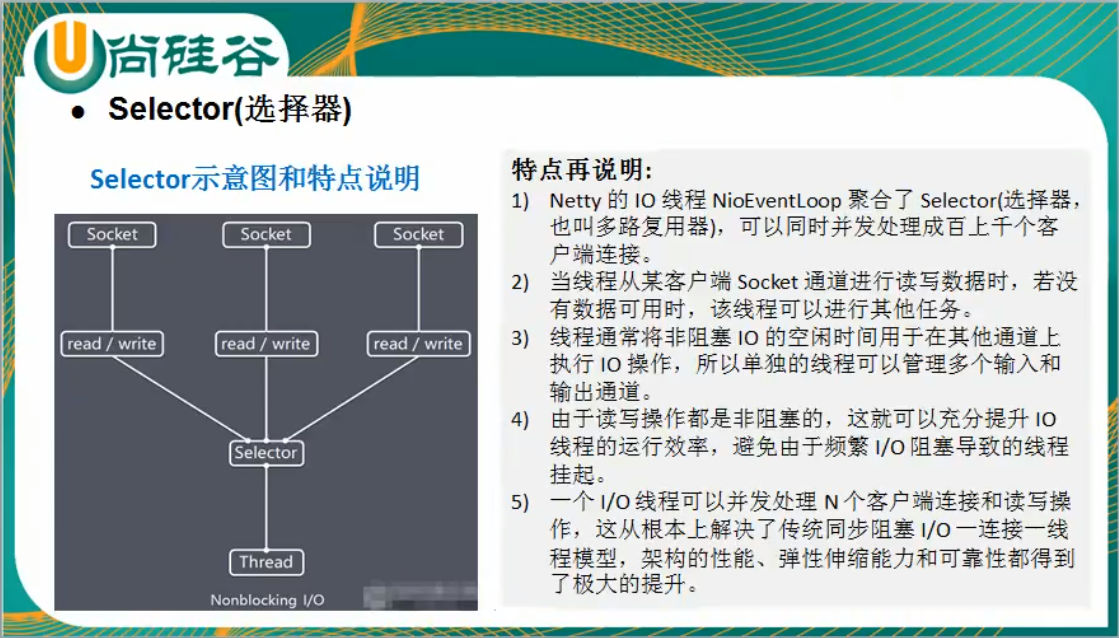 尚硅谷
● Selector(选择器)
Selector示意图和特点说明
Socket Socket Socket
read / write read / write read / write
Selector
Thread
Nonblocking I/O
特点再说明:
1) Netty 的 IO 线程 NioEventLoop 聚合了 Selector(选择器,
也叫多路复用器)，可以同时并发处理成百上千个客
户端连接。
2) 当线程从某客户端 Socket 通道进行读写数据时，若没
有数据可用时，该线程可以进行其他任务。
3) 线程通常将非阻塞 IO 的空闲时间用于在其他通道上
执行 IO 操作，所以单独的线程可以管理多个输入和
输出通道。
4) 由于读写操作都是非阻塞的，这就可以充分提升 IO
线程的运行效率，避免由于频繁 I/O 阻塞导致的线程
挂起。
5) 一个 I/O 线程可以并发处理 N 个客户端连接和读写操
作，这从根本上解决了传统同步阻塞 I/O 一连接一线
程模型，架构的性能、弹性伸缩能力和可靠性都得到
了极大的提升。